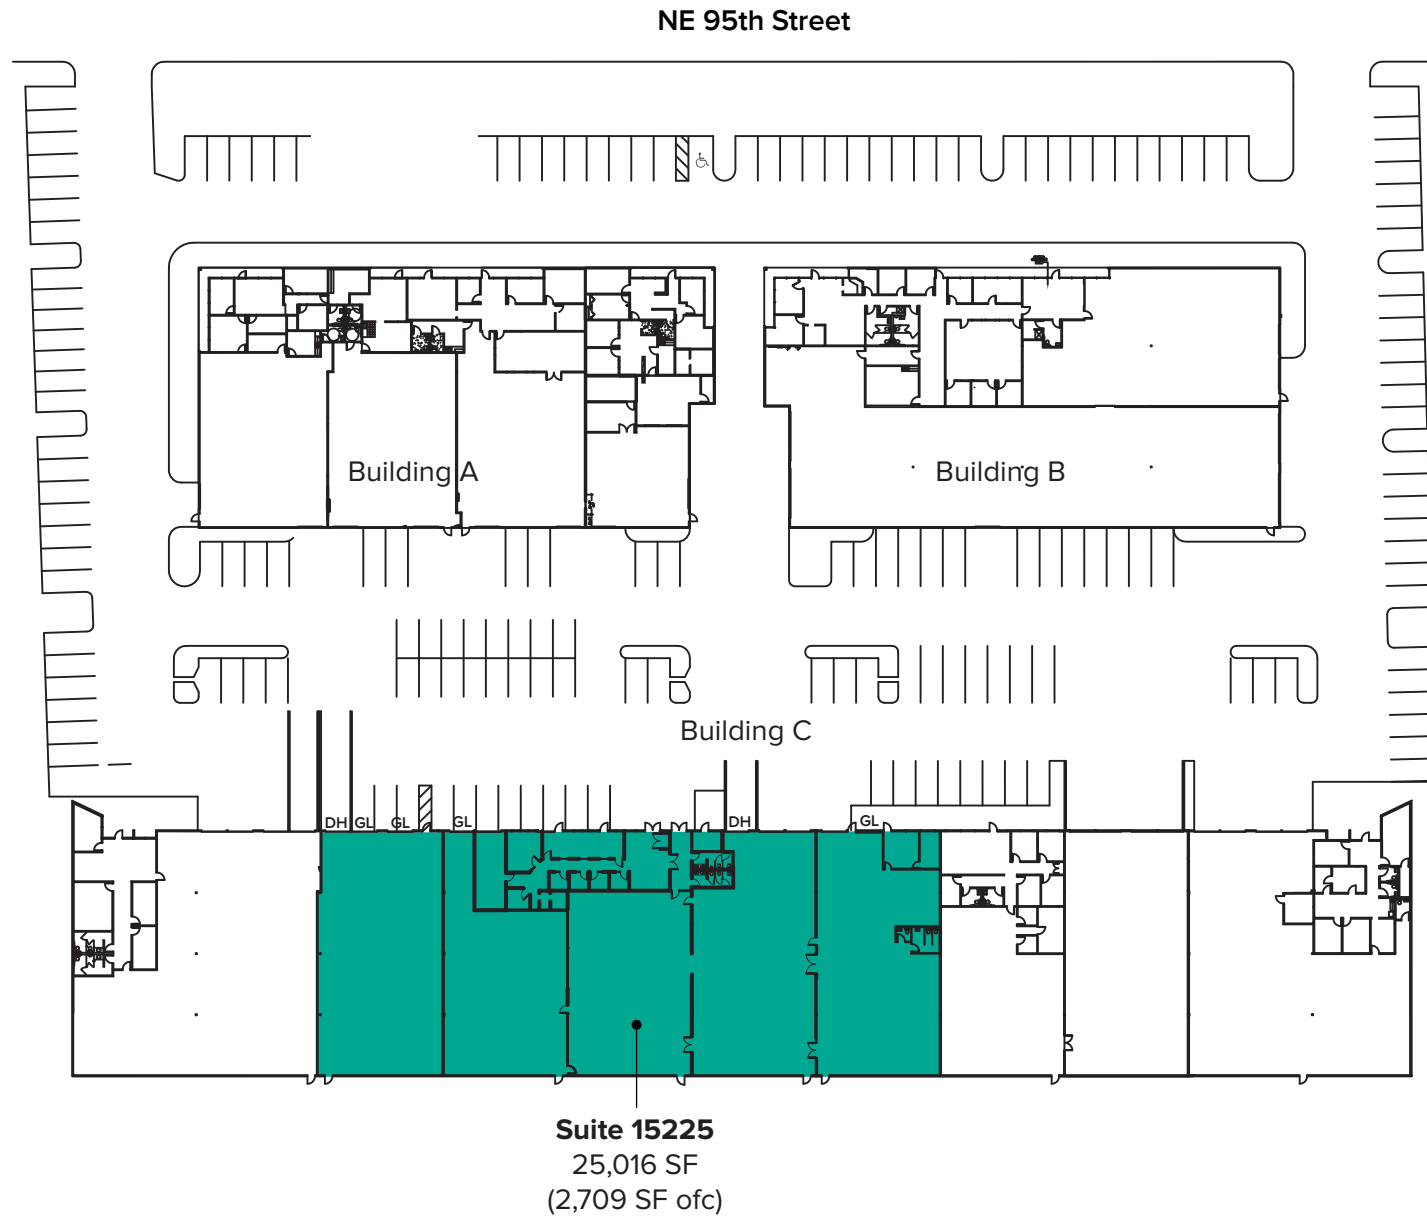 NE 95th Street
Building A
Building B
Building C
DH
GL
GL
GL
DH
GL
Suite 15225
25,016 SF
(2,709 SF ofc)